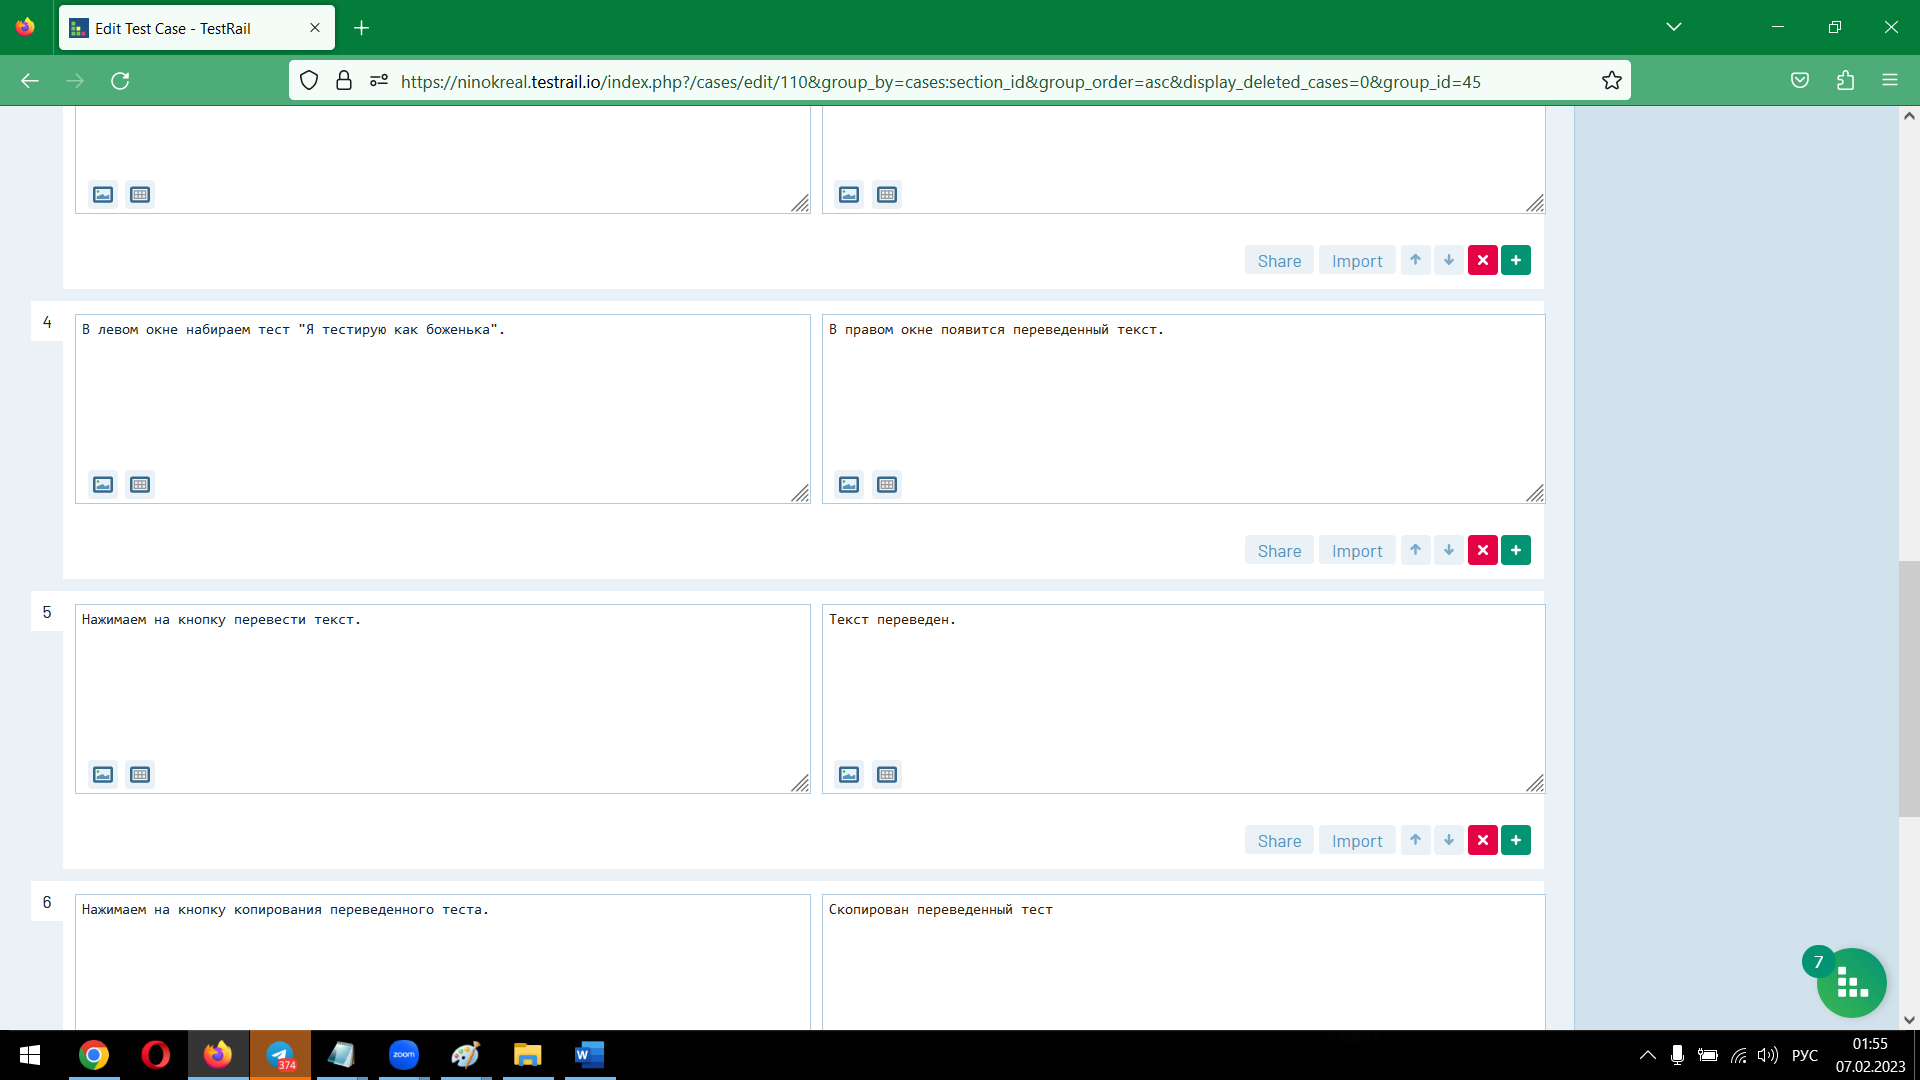 Edit Test Case - TestRail
https://ninokreal.testrail.io/index.php?/cases/edit/110&group_by=cases:section_id&group_order=asc&display_deleted_cases=0&group_id=45
Share Import
4
В левом окне набираем тест "Я тестирую как боженька".
В правом окне появится переведенный текст.
Share Import
5
Нажимаем на кнопку перевести текст.
Текст переведен.
Share Import
6
Нажимаем на кнопку копирования переведенного теста.
Скопирован переведенный тест
7
374
zoom
W
РУС
01:55
07.02.2023